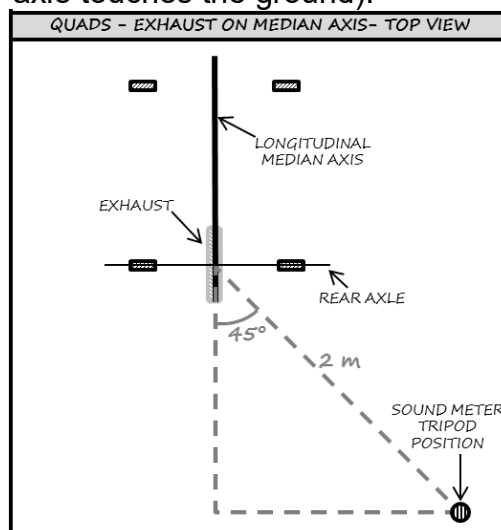 axis touches the ground).
QUADS - EXHAUST ON MEDIAN AXIS- TOP VIEW
LONGITUDINAL
MEDIAN AXIS
EXHAUST
REAR AXLE
45°
2 m
SOUND METER
TRIPOD
POSITION